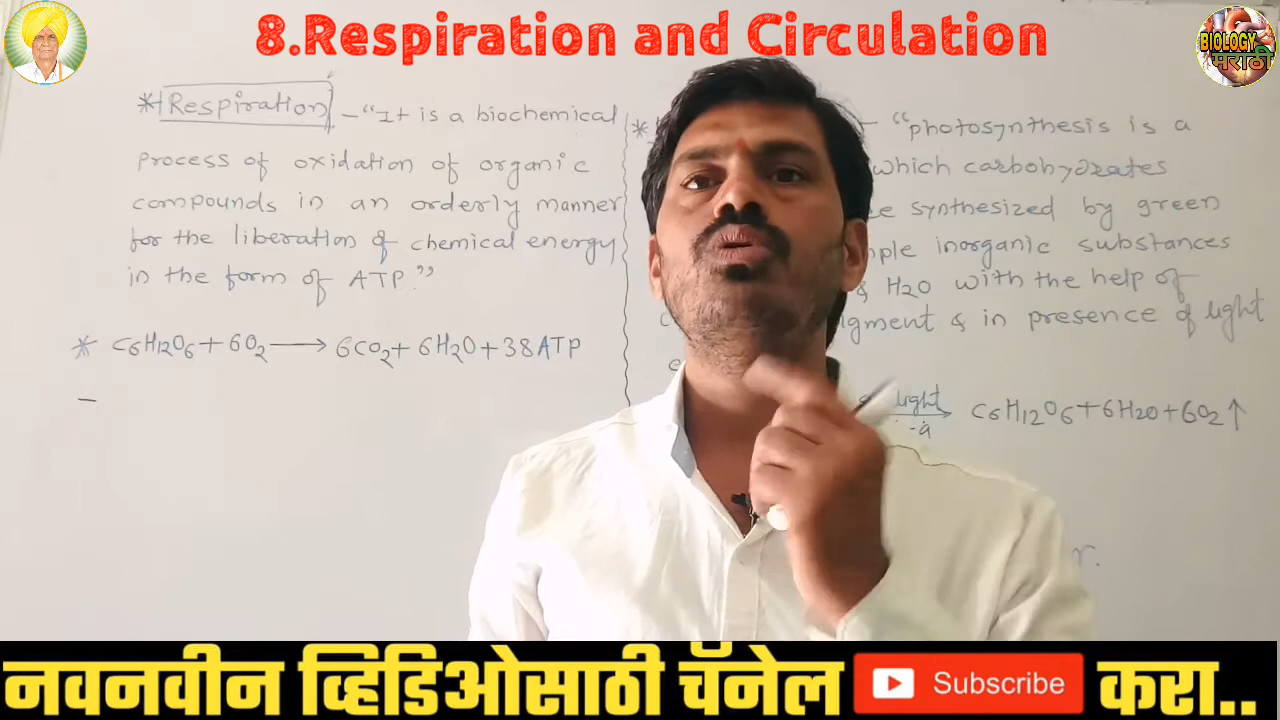 8.Respiration and Circulation
BIOLOGY
मराठी
* Respiration - "It is a biochemical
process of oxidation of organic
compounds in an orderly manner
for the liberation of chemical energy
in the form of ATP."
* C6H12O6 + 6O2 → 6CO2 + 6H2O + 38ATP
-
* - "photosynthesis is a
which carbohydrates
synthesized by green
inorganic substances
& H2O with the help of
& in presence of light
light
C6H12O6 + 6H2O + 6O2 ↑
नवनवीन व्हिडिओसाठी चॅनेल Subscribe करा..